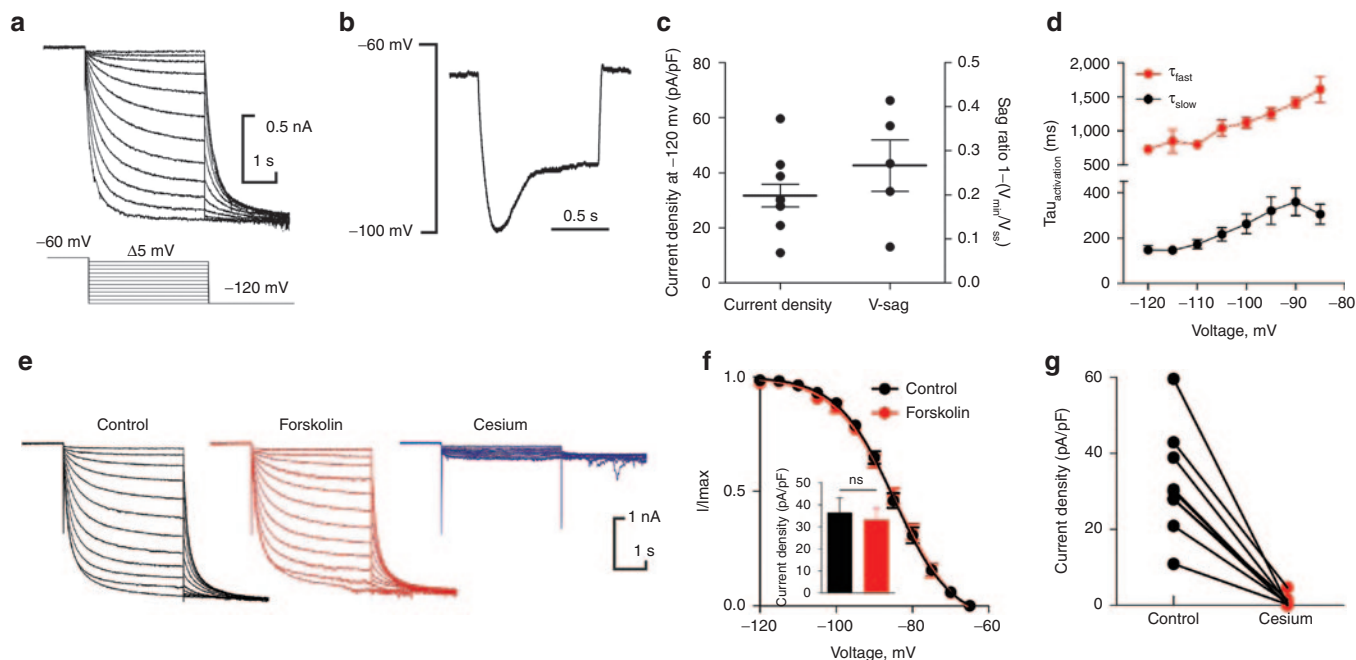 a
0.5 nA
1 s
−60 mV
Δ5 mV
−120 mV
b
−60 mV
−100 mV
0.5 s
c
Current density at −120 mv (pA/pF)
80
60
40
20
0
Current density
V-sag
0.5
0.4
0.3
0.2
0.1
0.0
Sag ratio 1−(Vmin/Vss)
d
Tauactivation (ms)
2,000
1,500
1,000
500
400
200
0
τfast
τslow
−120
−110
−100
−90
−80
Voltage, mV
e
Control
Forskolin
Cesium
1 nA
1 s
f
I/Imax
1.0
0.5
0.0
Control
Forskolin
Current density (pA/pF)
50
40
30
20
10
0
ns
−120
−100
−80
−60
Voltage, mV
g
Current density (pA/pF)
60
40
20
0
Control
Cesium